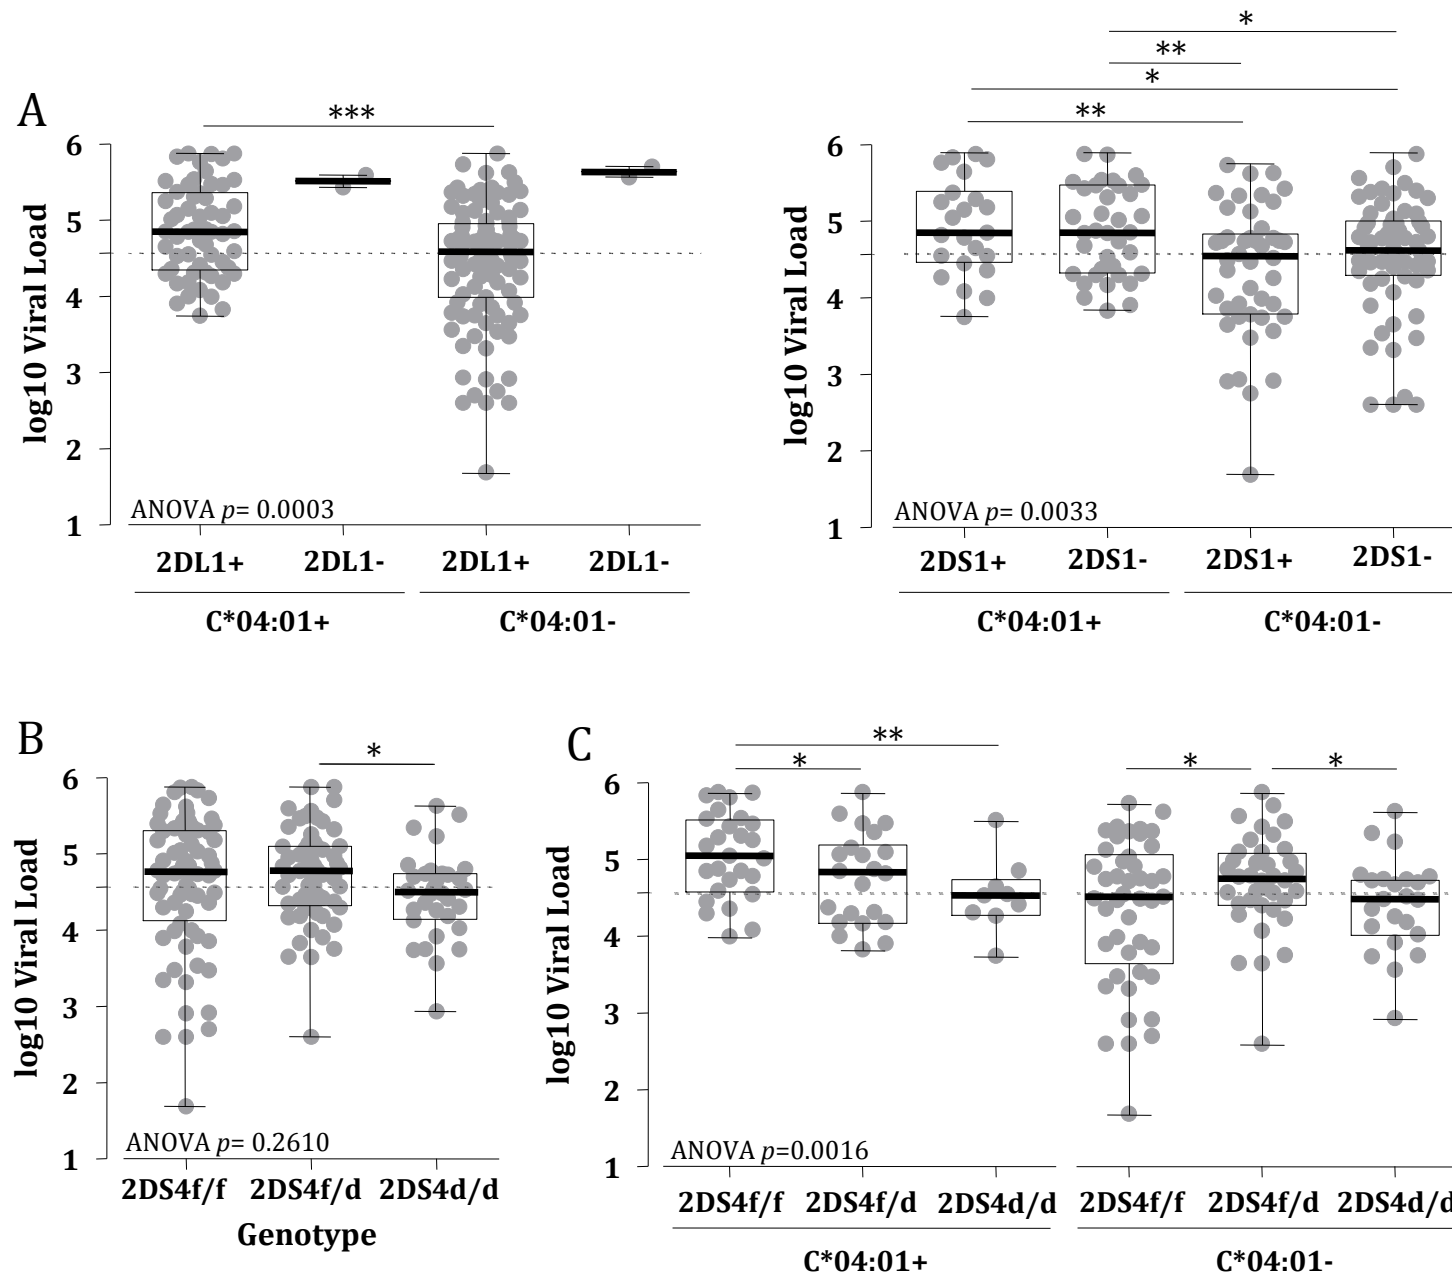 A
***
log10 Viral Load
6
5
4
3
2
1
ANOVA p= 0.0003
2DL1+ 2DL1- 2DL1+ 2DL1-
C*04:01+ C*04:01-
*
**
*
**
log10 Viral Load
6
5
4
3
2
1
ANOVA p= 0.0033
2DS1+ 2DS1- 2DS1+ 2DS1-
C*04:01+ C*04:01-
B
*
log10 Viral Load
6
5
4
3
2
1
ANOVA p= 0.2610
2DS4f/f 2DS4f/d 2DS4d/d
Genotype
C
**
* * *
log10 Viral Load
6
5
4
3
2
1
ANOVA p=0.0016
2DS4f/f 2DS4f/d 2DS4d/d 2DS4f/f 2DS4f/d 2DS4d/d
C*04:01+ C*04:01-